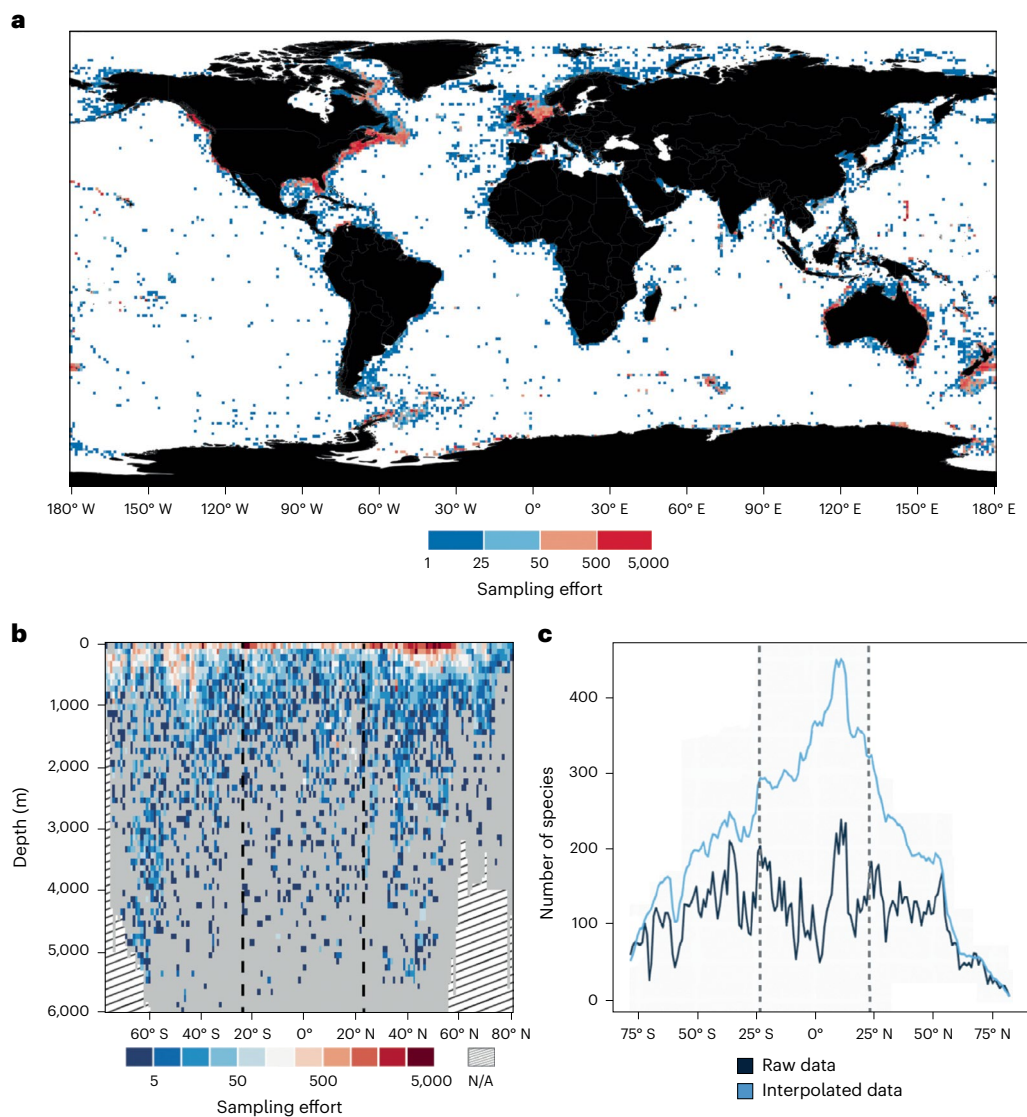 a
180° W 150° W 120° W 90° W 60° W 30° W 0° 30° E 60° E 90° E 120° E 150° E 180° E
1 25 50 500 5,000
Sampling effort
b
0
1,000
2,000
3,000
4,000
5,000
6,000
Depth (m)
60° S 40° S 20° S 0° 20° N 40° N 60° N 80° N
5 50 500 5,000 N/A
Sampling effort
c
400
300
200
100
0
Number of species
75° S 50° S 25° S 0° 25° N 50° N 75° N
Raw data
Interpolated data